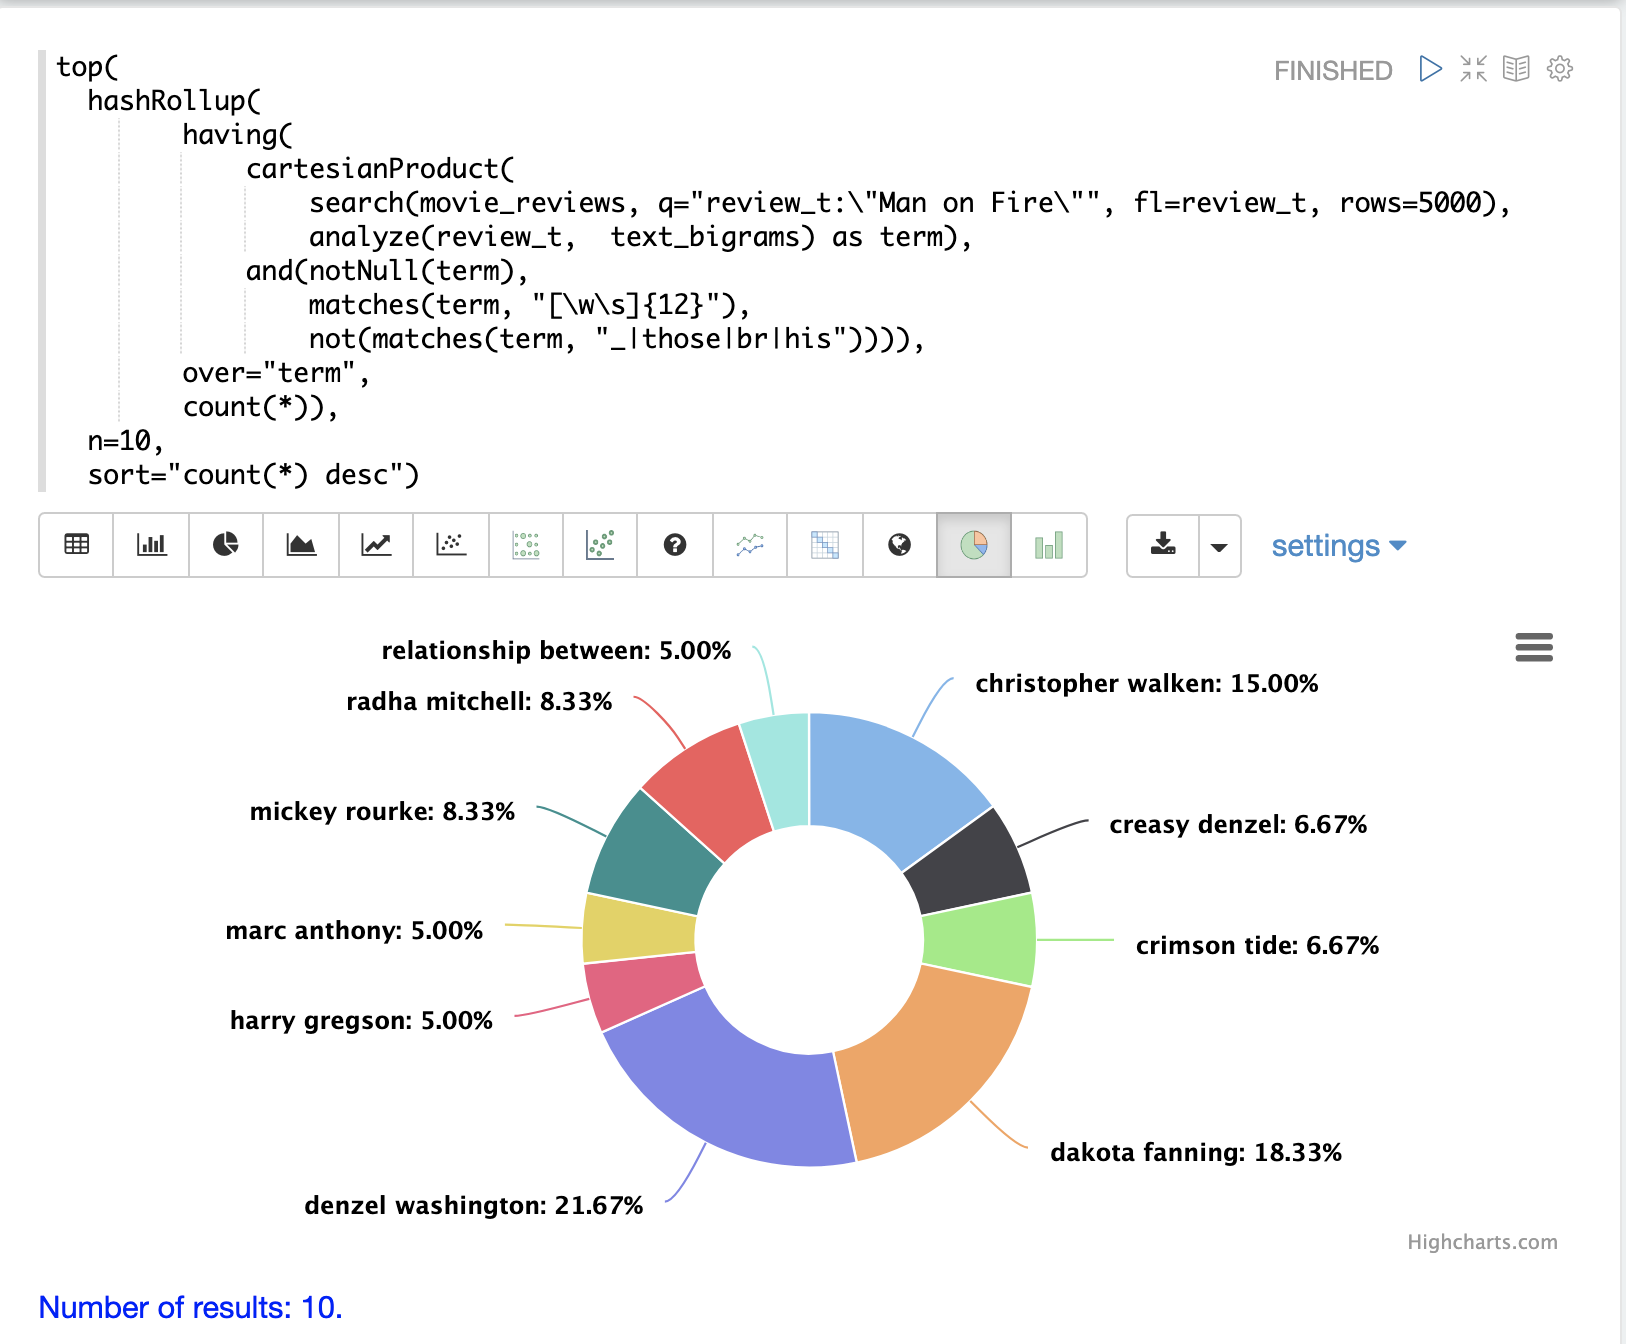 top(
FINISHED
hashRollup(
having(
cartesianProduct(
search(movie_reviews, q="review_t:\"Man on Fire\"", fl=review_t, rows=5000),
analyze(review_t,  text_bigrams) as term),
and(notNull(term),
matches(term, "[\w\s]{12}"),
not(matches(term, "_|those|br|his")))),
over="term",
count(*)),
n=10,
sort="count(*) desc")
settings
relationship between: 5.00%
christopher walken: 15.00%
radha mitchell: 8.33%
mickey rourke: 8.33%
creasy denzel: 6.67%
marc anthony: 5.00%
crimson tide: 6.67%
harry gregson: 5.00%
dakota fanning: 18.33%
denzel washington: 21.67%
Highcharts.com
Number of results: 10.